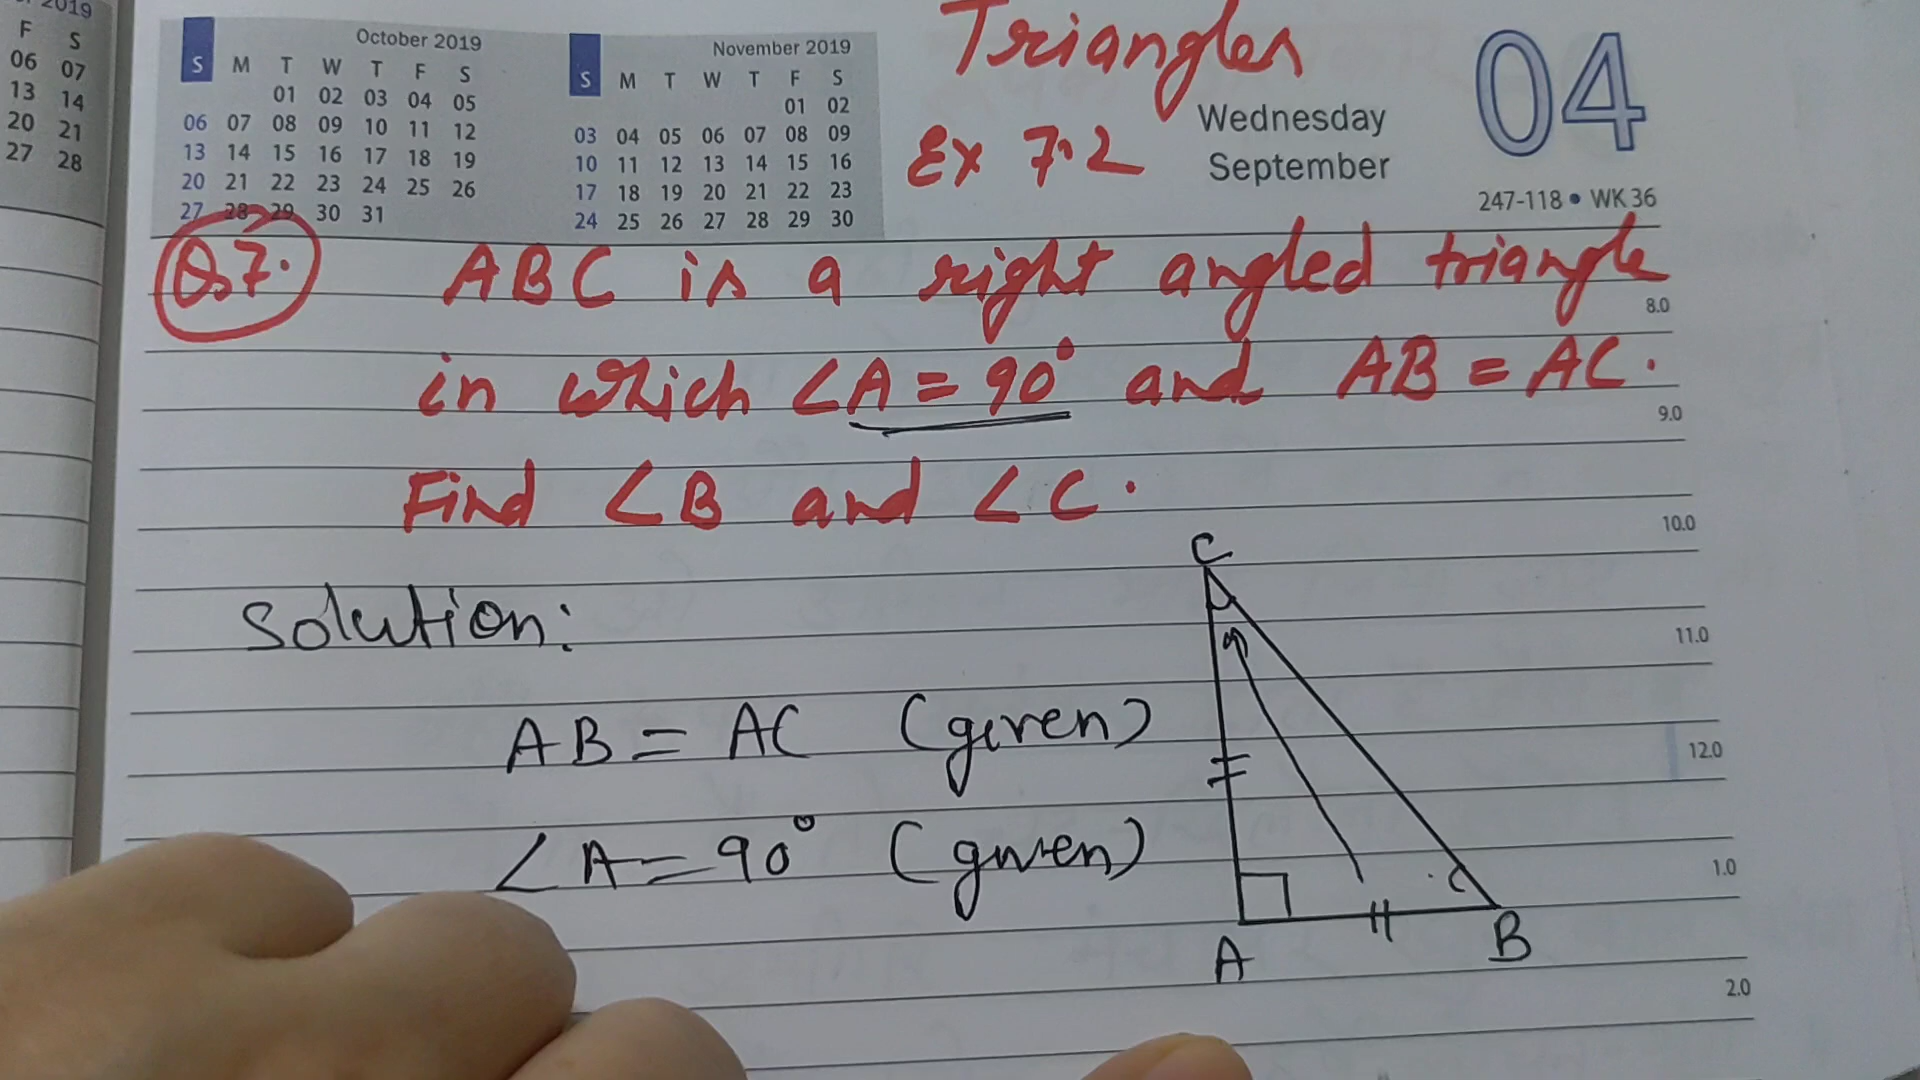 2019
F S
06 07
13 14
20 21
27 28
October 2019
S M T W T F S
01 02 03 04 05
06 07 08 09 10 11 12
13 14 15 16 17 18 19
20 21 22 23 24 25 26
27 28 29 30 31
November 2019
S M T W T F S
01 02
03 04 05 06 07 08 09
10 11 12 13 14 15 16
17 18 19 20 21 22 23
24 25 26 27 28 29 30
Triangles
Ex 7.2
Wednesday
September
04
247-118 • WK 36
Q.7. ABC is a right angled triangle
8.0
in which ∠A = 90° and AB = AC.
9.0
Find ∠B and ∠C.
10.0
C
Solution:
11.0
AB = AC (given)
12.0
∠A = 90° (given)
1.0
A B
2.0